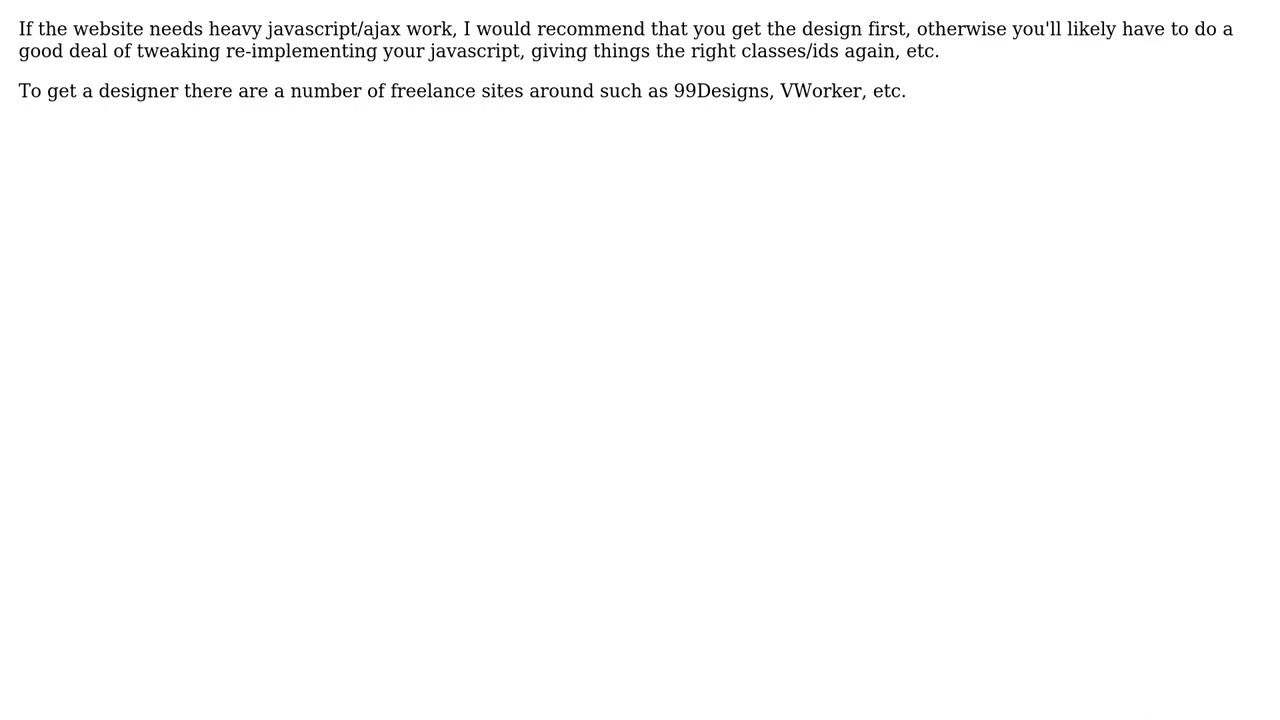 If the website needs heavy javascript/ajax work, I would recommend that you get the design first, otherwise you'll likely have to do a
good deal of tweaking re-implementing your javascript, giving things the right classes/ids again, etc.
To get a designer there are a number of freelance sites around such as 99Designs, VWorker, etc.